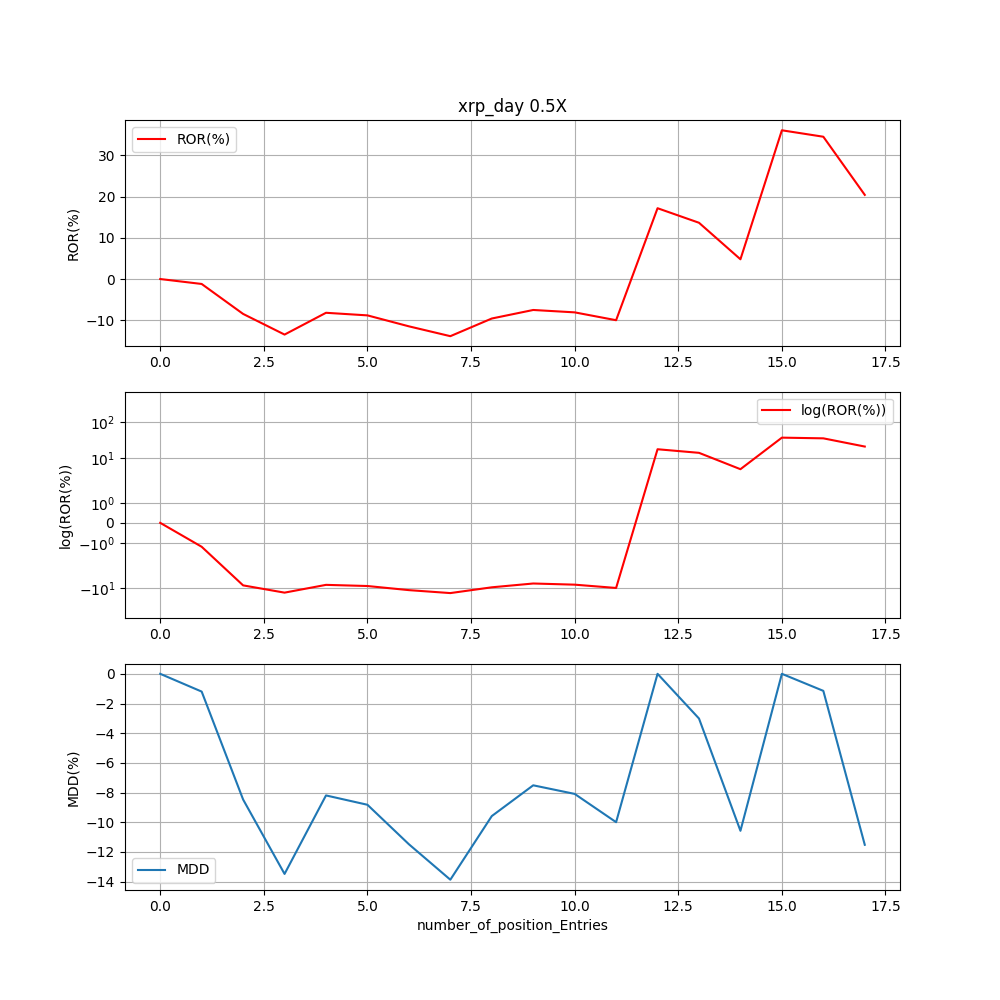 xrp_day 0.5X
ROR(%)
ROR(%)
30
20
10
0
−10
0.0 2.5 5.0 7.5 10.0 12.5 15.0 17.5
log(ROR(%))
log(ROR(%))
10²
10¹
10⁰
0
−10⁰
−10¹
0.0 2.5 5.0 7.5 10.0 12.5 15.0 17.5
MDD(%)
0
−2
−4
−6
−8
−10
−12
−14
MDD
0.0 2.5 5.0 7.5 10.0 12.5 15.0 17.5
number_of_position_Entries